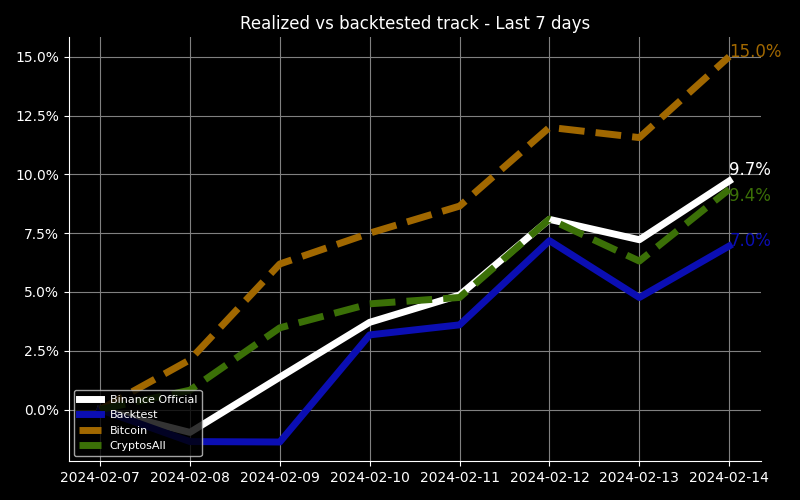 Realized vs backtested track - Last 7 days
15.0%
12.5%
10.0%
7.5%
5.0%
2.5%
0.0%
15.0%
9.7%
9.4%
7.0%
Binance Official
Backtest
Bitcoin
CryptosAll
2024-02-07 2024-02-08 2024-02-09 2024-02-10 2024-02-11 2024-02-12 2024-02-13 2024-02-14